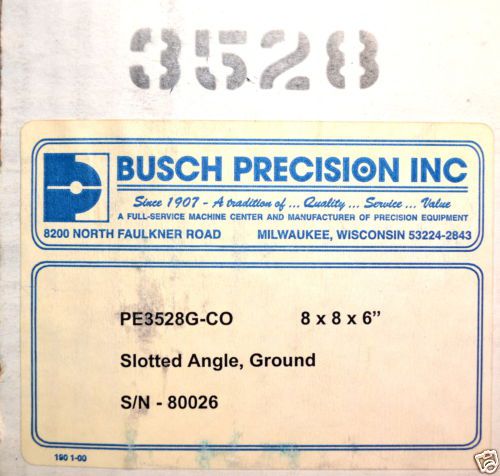 3528
BUSCH PRECISION INC
Since 1907 - A tradition of ... Quality ... Service ... Value
A FULL-SERVICE MACHINE CENTER AND MANUFACTURER OF PRECISION EQUIPMENT
8200 NORTH FAULKNER ROAD MILWAUKEE, WISCONSIN 53224-2843
PE3528G-CO 8 x 8 x 6”
Slotted Angle, Ground
S/N - 80026
190 1-00